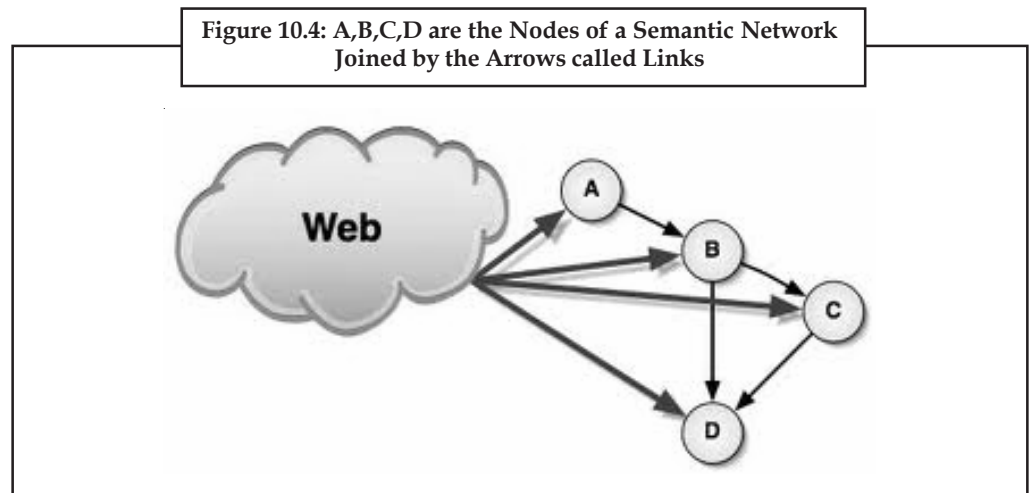 Figure 10.4: A,B,C,D are the Nodes of a Semantic Network
Joined by the Arrows called Links
Web
A
B
C
D